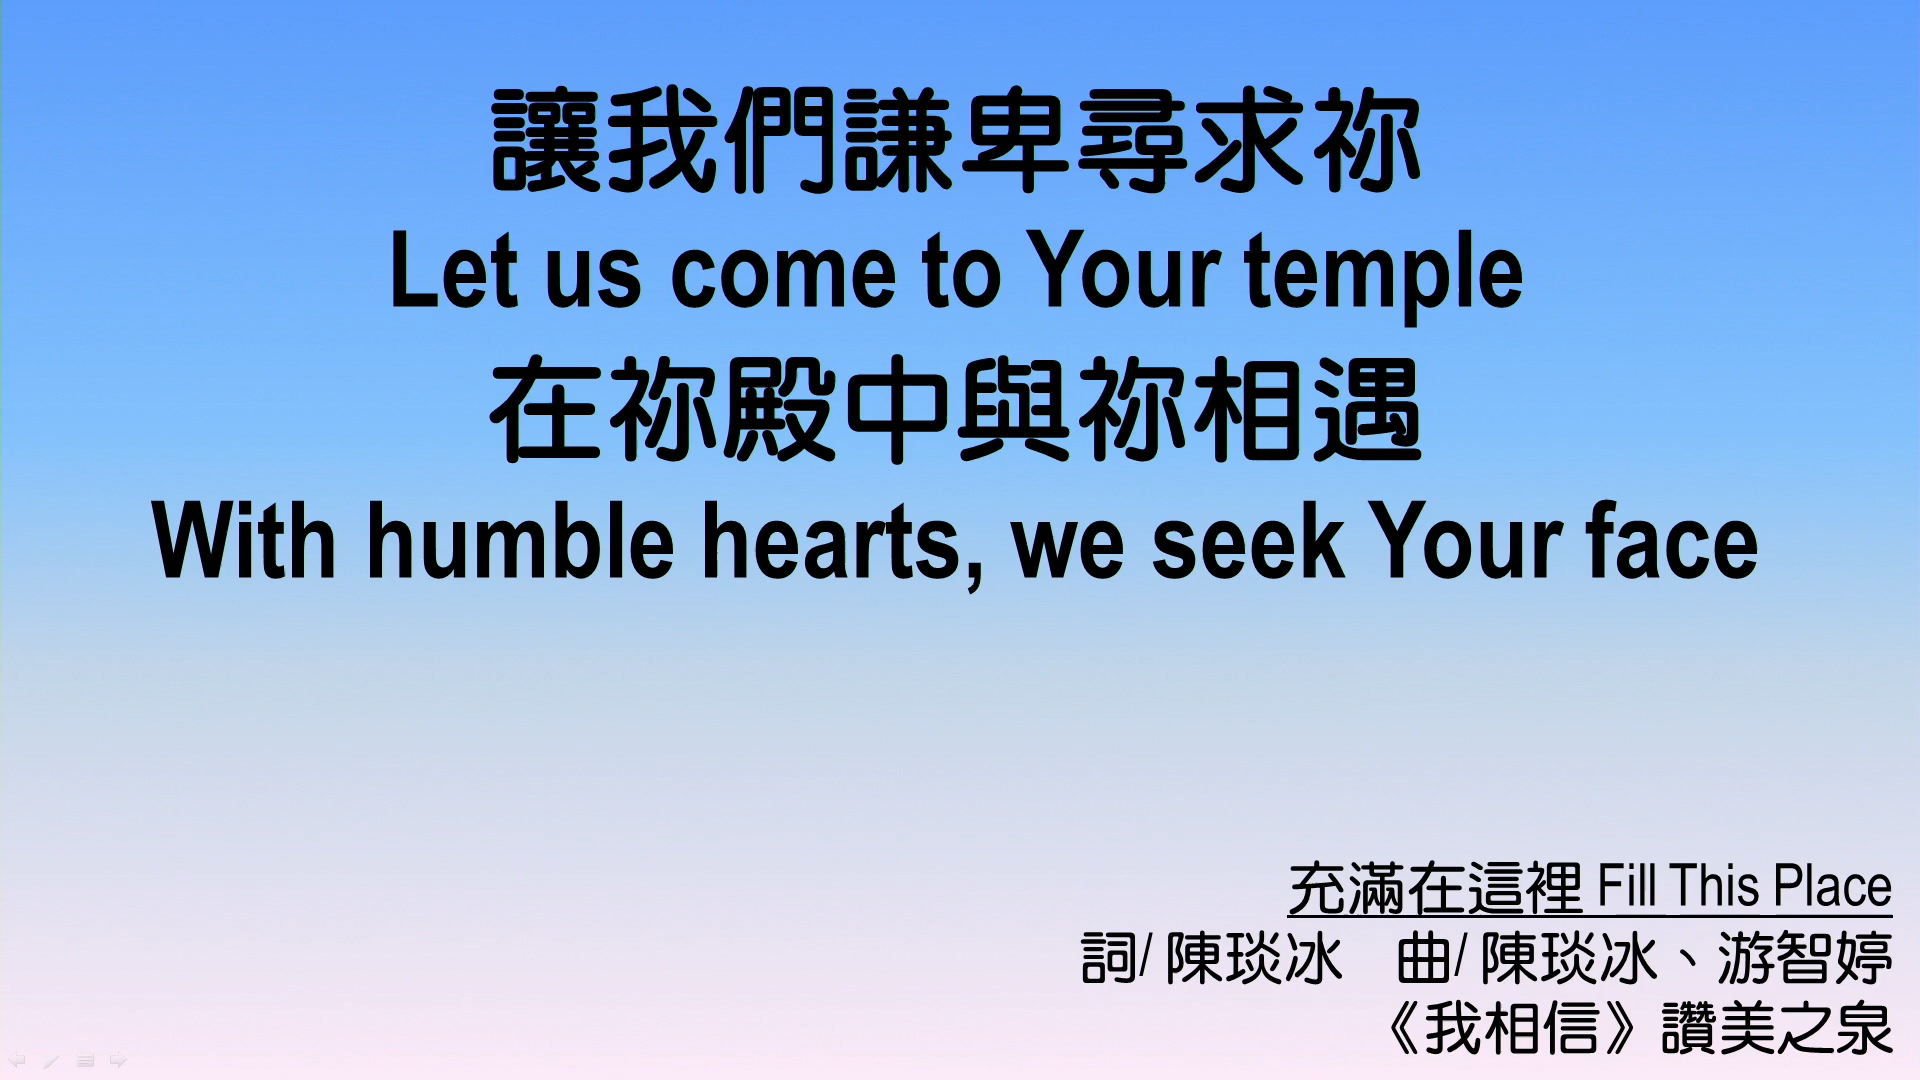 讓我們謙卑尋求祢
Let us come to Your temple
在祢殿中與祢相遇
With humble hearts, we seek Your face
充滿在這裡 Fill This Place
詞/ 陳琰冰　曲/ 陳琰冰、游智婷
《我相信》讚美之泉